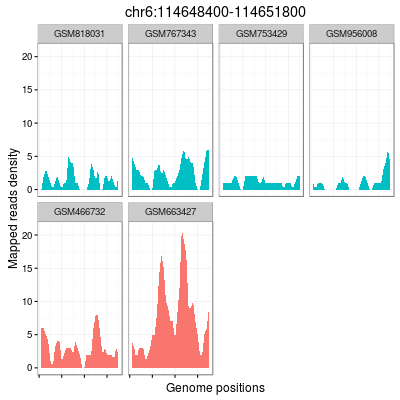 chr6:114648400-114651800
GSM818031 GSM767343 GSM753429 GSM956008
20
15
10
5
0
GSM466732 GSM663427
20
15
10
5
0
Mapped reads density
Genome positions